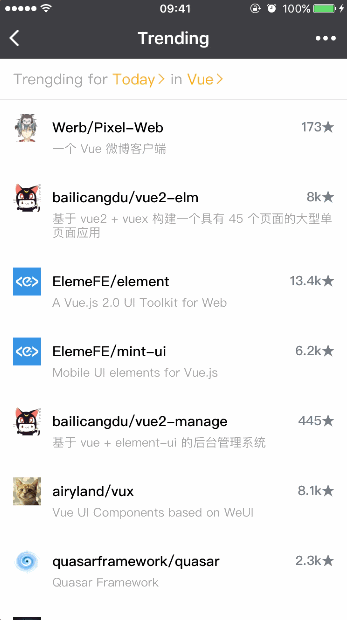 09:41
100%
Trending
Trengding for Today > in Vue >
Werb/Pixel-Web 173★
一个 Vue 微博客户端
bailicangdu/vue2-elm 8k★
基于 vue2 + vuex 构建一个具有 45 个页面的大型单
页面应用
ElemeFE/element 13.4k★
A Vue.js 2.0 UI Toolkit for Web
ElemeFE/mint-ui 6.2k★
Mobile UI elements for Vue.js
bailicangdu/vue2-manage 445★
基于 vue + element-ui 的后台管理系统
airyland/vux 8.1k★
Vue UI Components based on WeUI
quasarframework/quasar 2.3k★
Quasar Framework